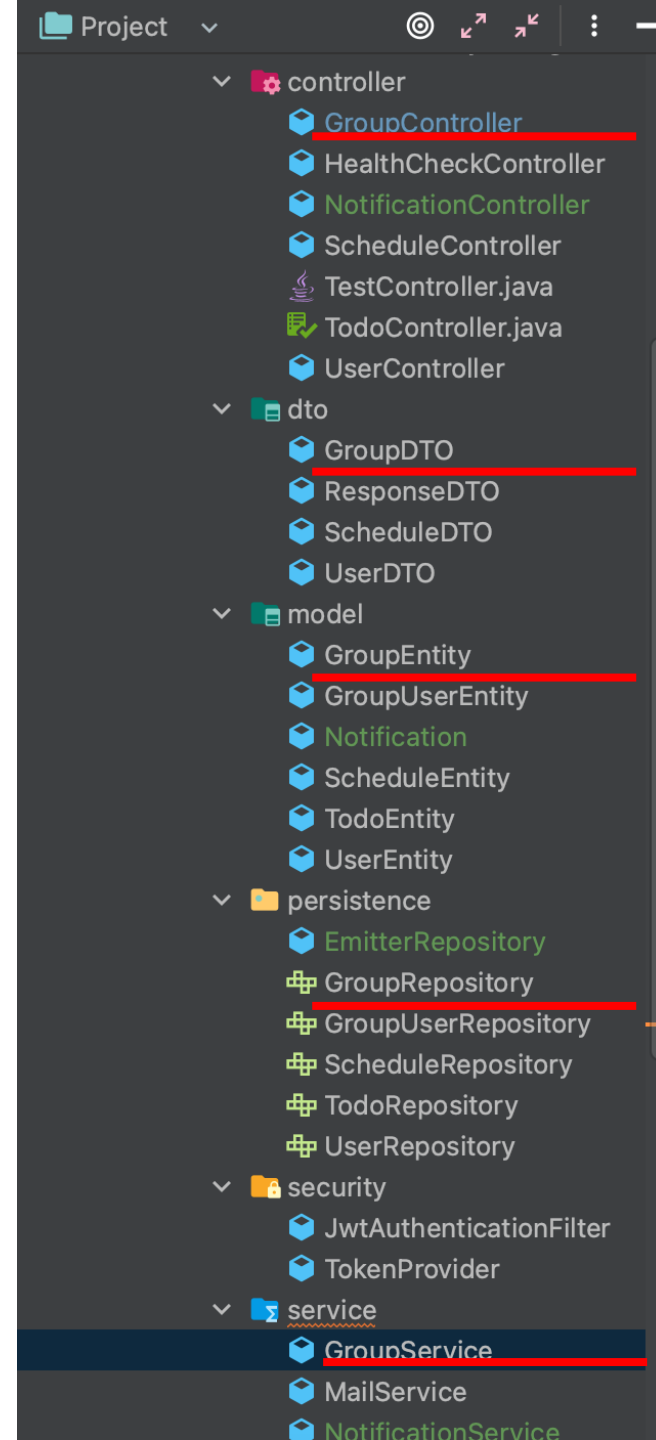 Project
controller
GroupController
HealthCheckController
NotificationController
ScheduleController
TestController.java
TodoController.java
UserController
dto
GroupDTO
ResponseDTO
ScheduleDTO
UserDTO
model
GroupEntity
GroupUserEntity
Notification
ScheduleEntity
TodoEntity
UserEntity
persistence
EmitterRepository
GroupRepository
GroupUserRepository
ScheduleRepository
TodoRepository
UserRepository
security
JwtAuthenticationFilter
TokenProvider
service
GroupService
MailService
NotificationService